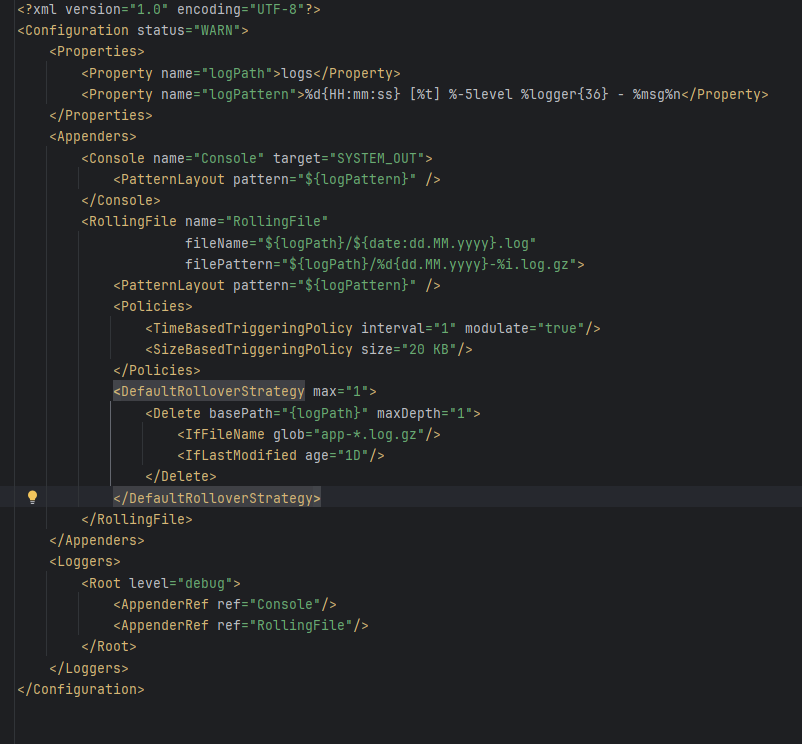 <?xml version="1.0" encoding="UTF-8"?>
<Configuration status="WARN">
    <Properties>
        <Property name="logPath">logs</Property>
        <Property name="logPattern">%d{HH:mm:ss} [%t] %-5level %logger{36} - %msg%n</Property>
    </Properties>
    <Appenders>
        <Console name="Console" target="SYSTEM_OUT">
            <PatternLayout pattern="${logPattern}" />
        </Console>
        <RollingFile name="RollingFile"
                     fileName="${logPath}/${date:dd.MM.yyyy}.log"
                     filePattern="${logPath}/%d{dd.MM.yyyy}-%i.log.gz">
            <PatternLayout pattern="${logPattern}" />
            <Policies>
                <TimeBasedTriggeringPolicy interval="1" modulate="true"/>
                <SizeBasedTriggeringPolicy size="20 KB"/>
            </Policies>
            <DefaultRolloverStrategy max="1">
                <Delete basePath="{logPath}" maxDepth="1">
                    <IfFileName glob="app-*.log.gz"/>
                    <IfLastModified age="1D"/>
                </Delete>
            </DefaultRolloverStrategy>
        </RollingFile>
    </Appenders>
    <Loggers>
        <Root level="debug">
            <AppenderRef ref="Console"/>
            <AppenderRef ref="RollingFile"/>
        </Root>
    </Loggers>
</Configuration>